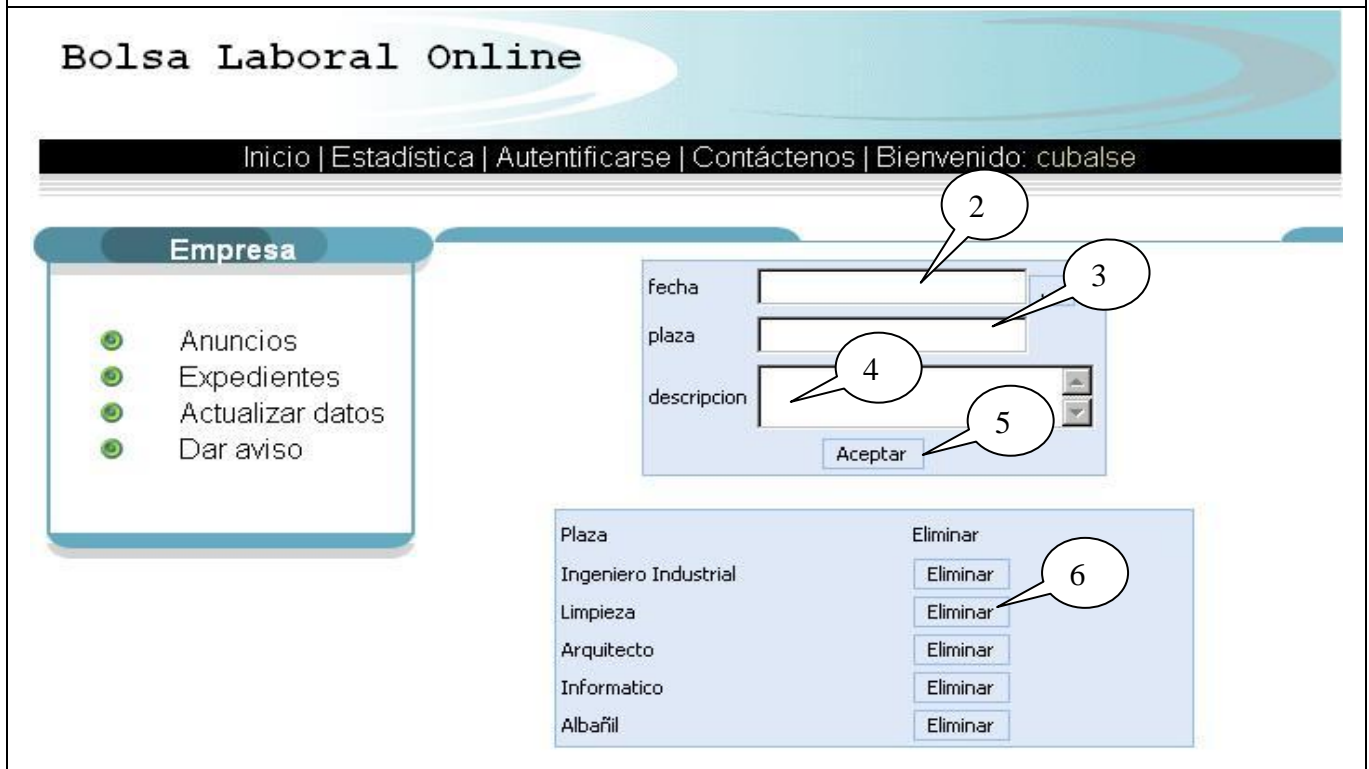 Bolsa Laboral Online
Inicio | Estadística | Autentificarse | Contáctenos | Bienvenido: cubalse
Empresa
Anuncios
Expedientes
Actualizar datos
Dar aviso
2
fecha
3
plaza
4
descripcion
5
Aceptar
Plaza Eliminar
Ingeniero Industrial Eliminar
6
Limpieza Eliminar
Arquitecto Eliminar
Informatico Eliminar
Albañil Eliminar